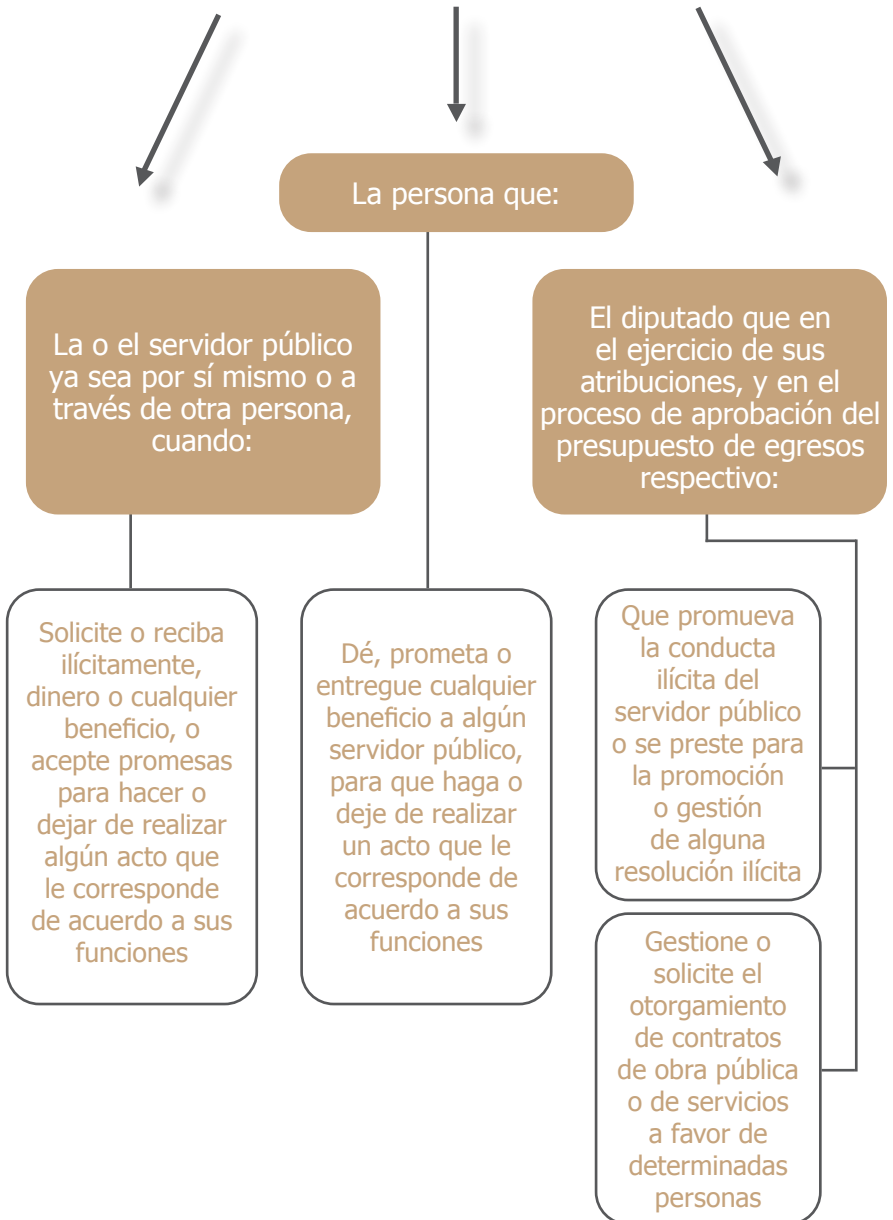 La persona que:
La o el servidor público
ya sea por sí mismo o a
través de otra persona,
cuando:
El diputado que en
el ejercicio de sus
atribuciones, y en el
proceso de aprobación del
presupuesto de egresos
respectivo:
Solicite o reciba
ilícitamente,
dinero o cualquier
beneficio, o
acepte promesas
para hacer o
dejar de realizar
algún acto que
le corresponde
de acuerdo a sus
funciones
Dé, prometa o
entregue cualquier
beneficio a algún
servidor público,
para que haga o
deje de realizar
un acto que le
corresponde de
acuerdo a sus
funciones
Que promueva
la conducta
ilícita del
servidor público
o se preste para
la promoción
o gestión
de alguna
resolución ilícita
Gestione o
solicite el
otorgamiento
de contratos
de obra pública
o de servicios
a favor de
determinadas
personas